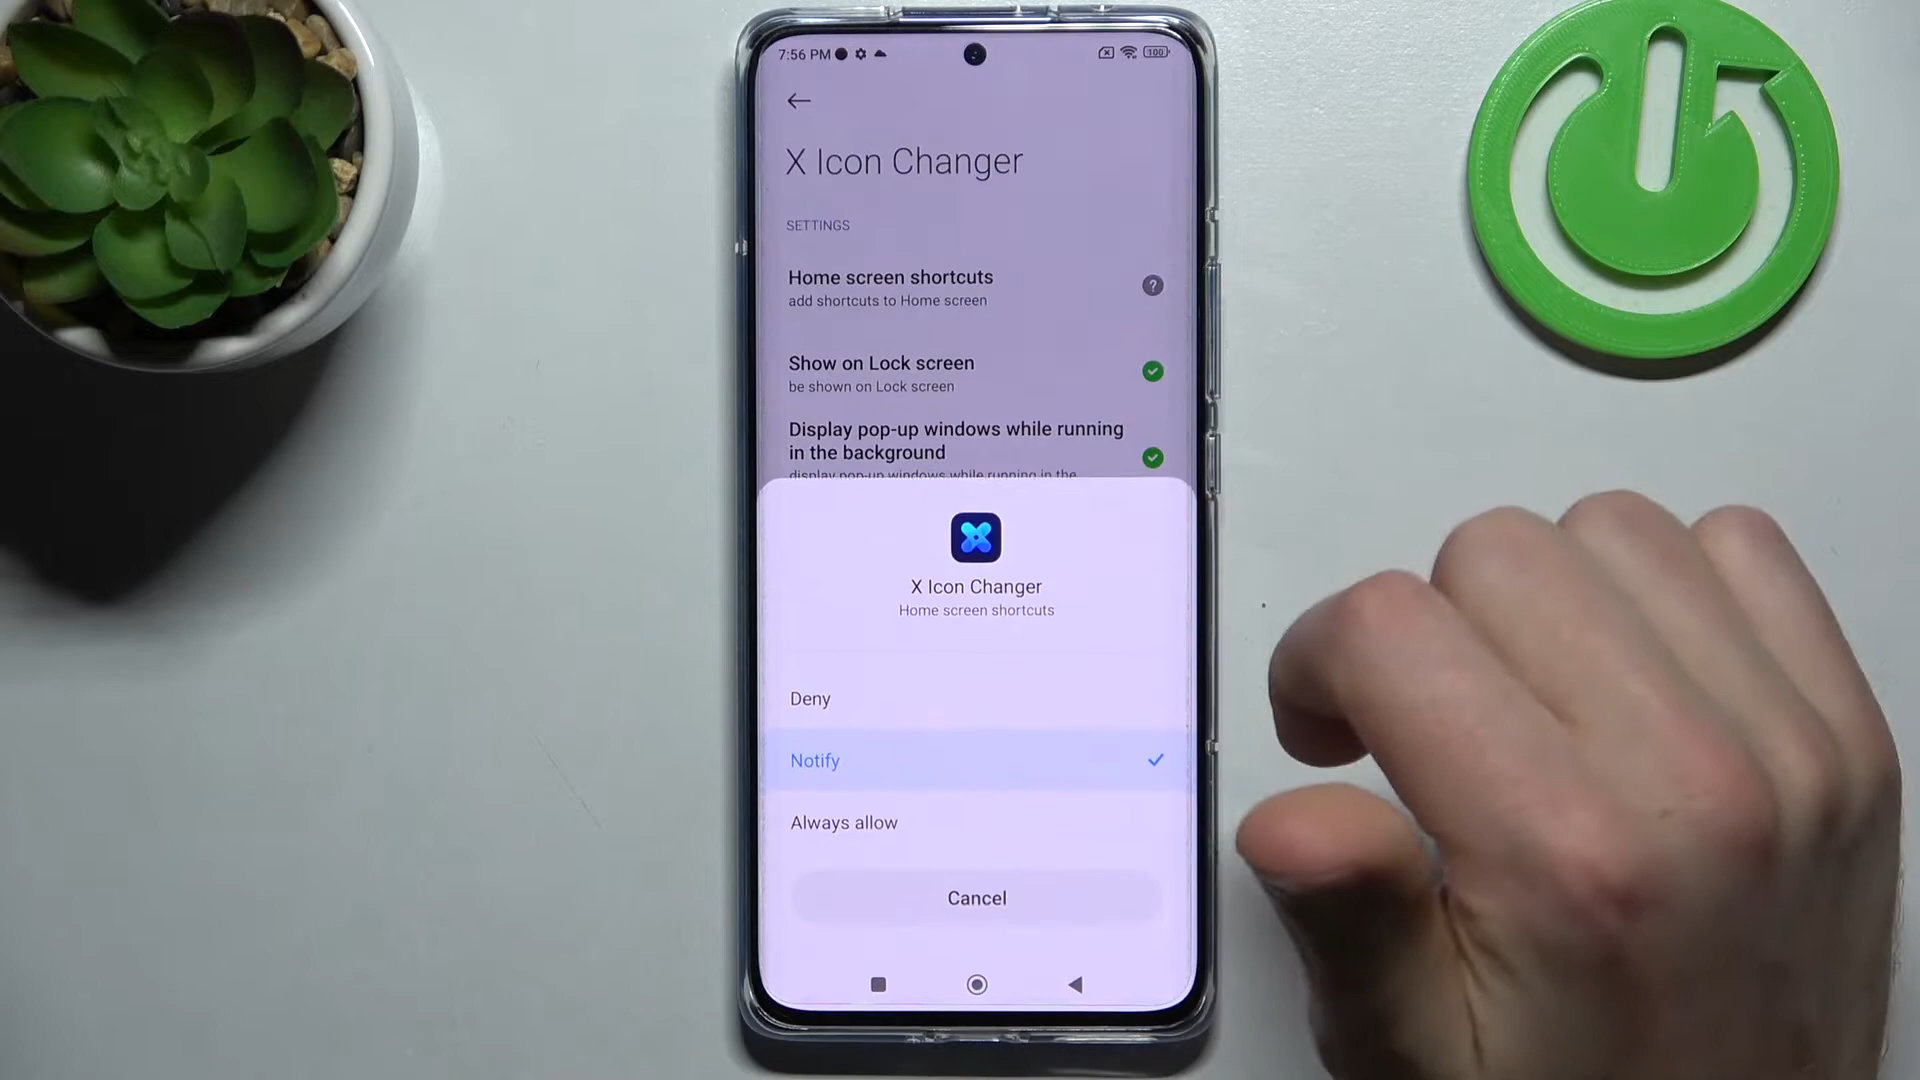 7:56 PM
100
X Icon Changer
SETTINGS
Home screen shortcuts
add shortcuts to Home screen
?
Show on Lock screen
be shown on Lock screen
Display pop-up windows while running
in the background
display pop-up windows while running in the
X Icon Changer
Home screen shortcuts
Deny
Notify
Always allow
Cancel